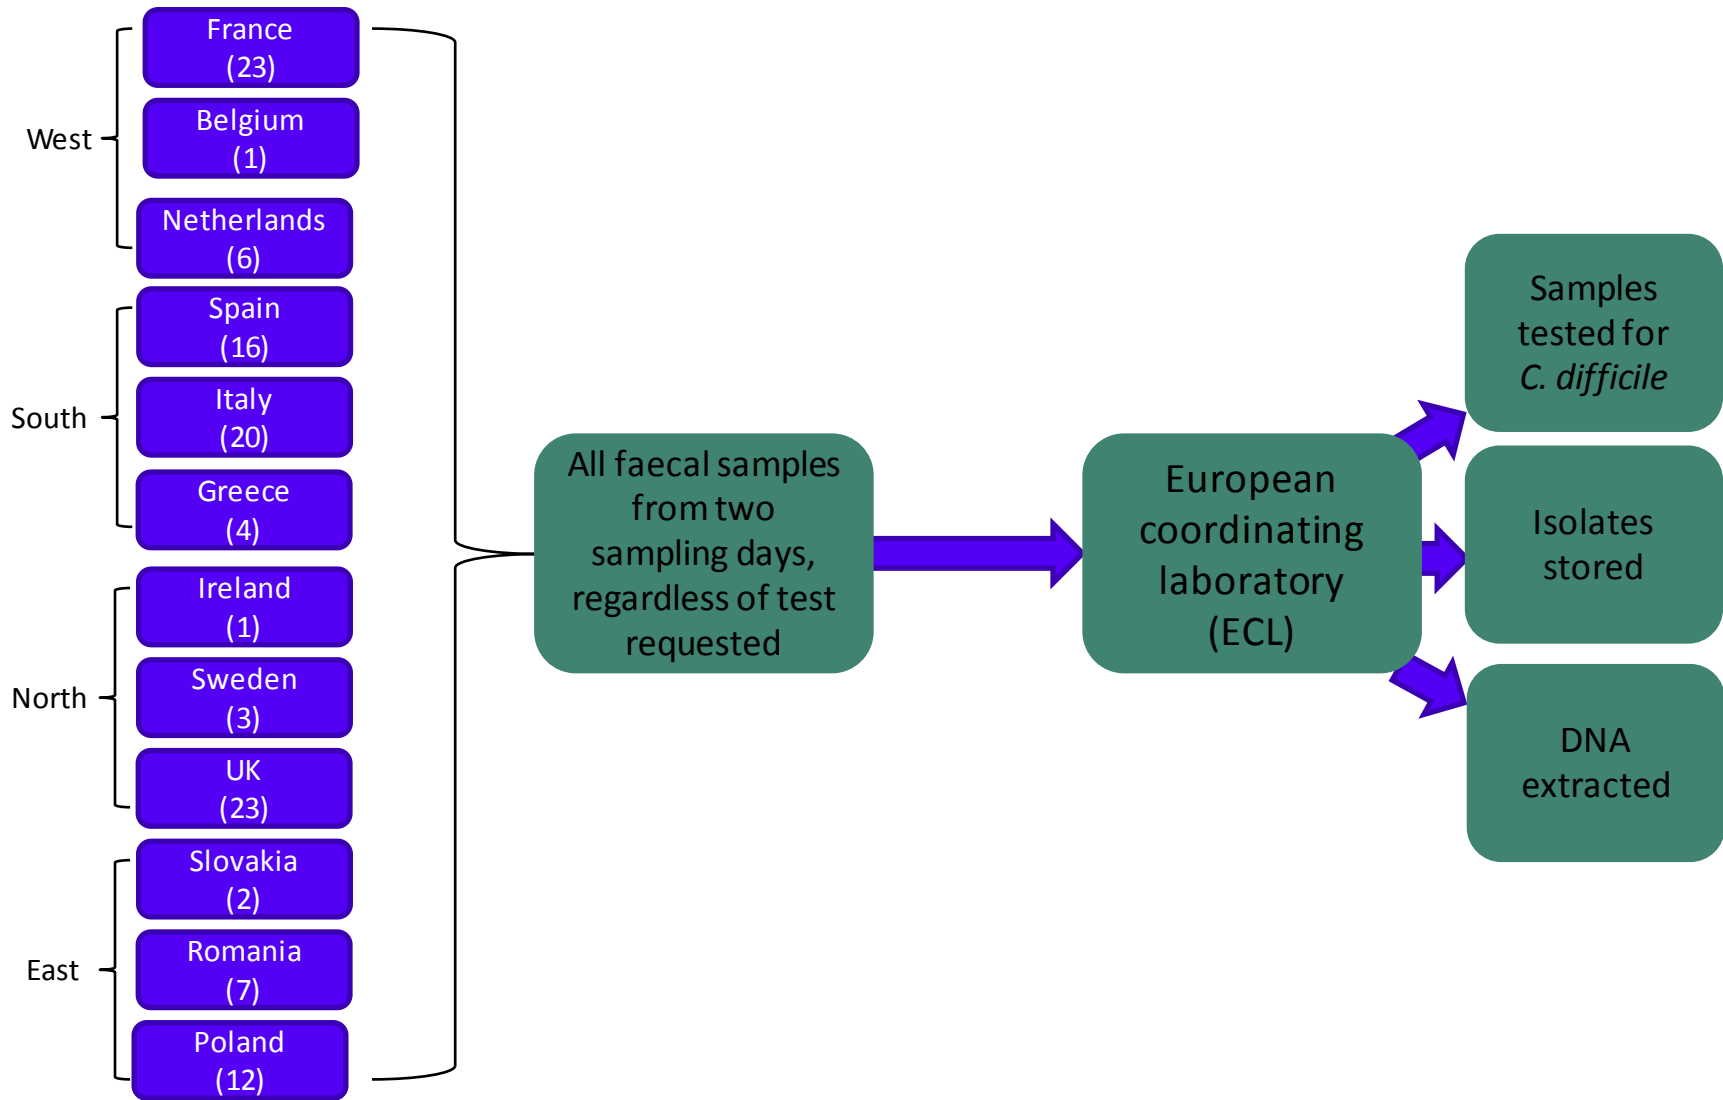 West
France
(23)
Belgium
(1)
Netherlands
(6)
South
Spain
(16)
Italy
(20)
Greece
(4)
North
Ireland
(1)
Sweden
(3)
UK
(23)
East
Slovakia
(2)
Romania
(7)
Poland
(12)
All faecal samples
from two
sampling days,
regardless of test
requested
European
coordinating
laboratory
(ECL)
Samples
tested for
C. difficile
Isolates
stored
DNA
extracted